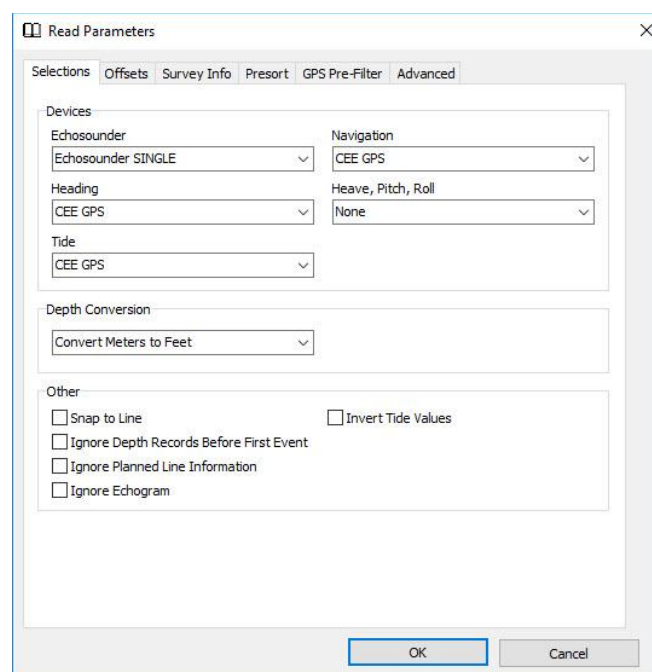 Read Parameters
Selections Offsets Survey Info Presort GPS Pre-Filter Advanced
Devices
Echosounder Navigation
Echosounder SINGLE CEE GPS
Heading Heave, Pitch, Roll
CEE GPS None
Tide
CEE GPS
Depth Conversion
Convert Meters to Feet
Other
Snap to Line Invert Tide Values
Ignore Depth Records Before First Event
Ignore Planned Line Information
Ignore Echogram
OK Cancel